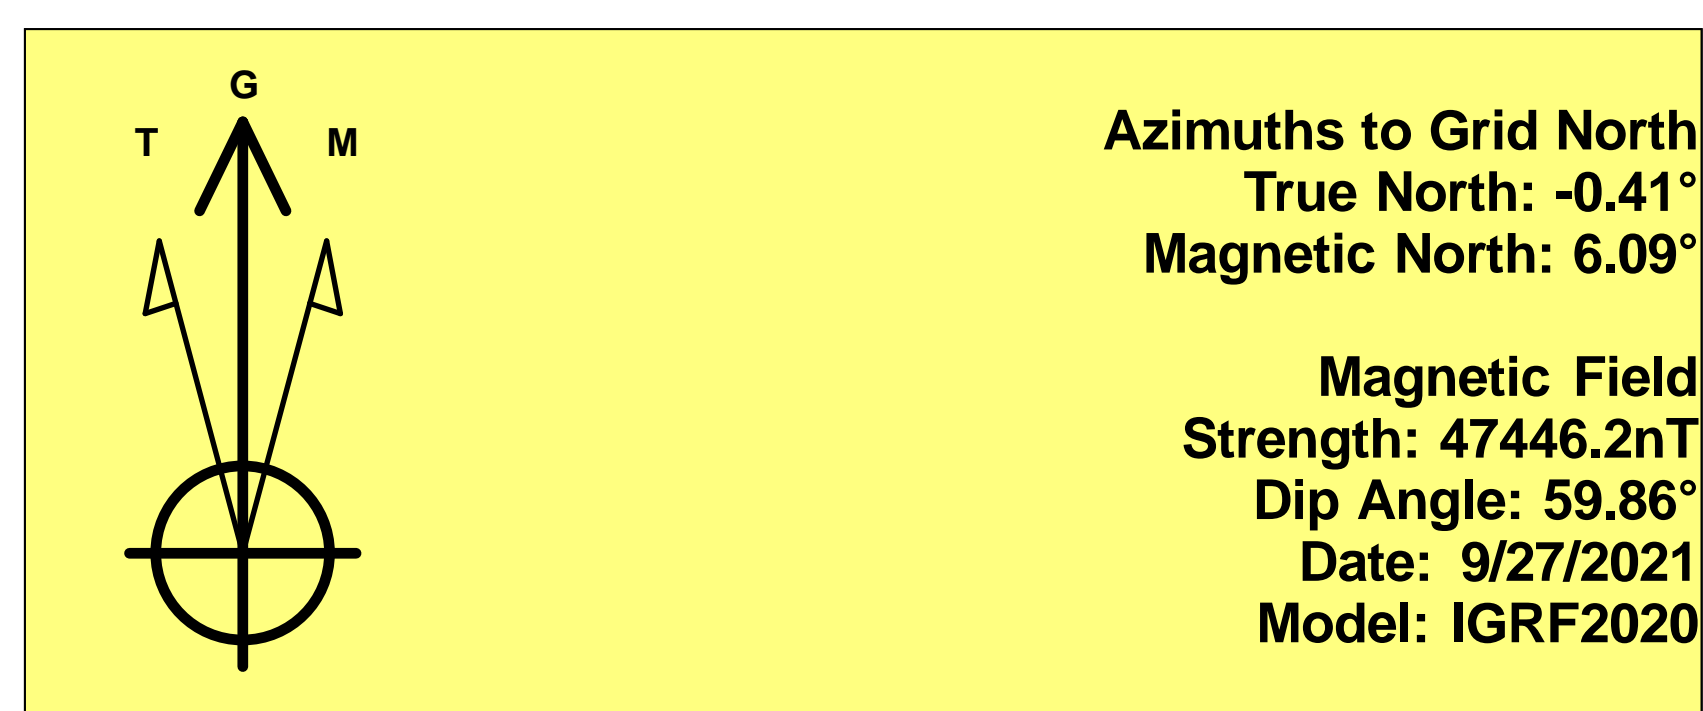 G
T M
Azimuths to Grid North
True North: -0.41°
Magnetic North: 6.09°
Magnetic Field
Strength: 47446.2nT
Dip Angle: 59.86°
Date: 9/27/2021
Model: IGRF2020